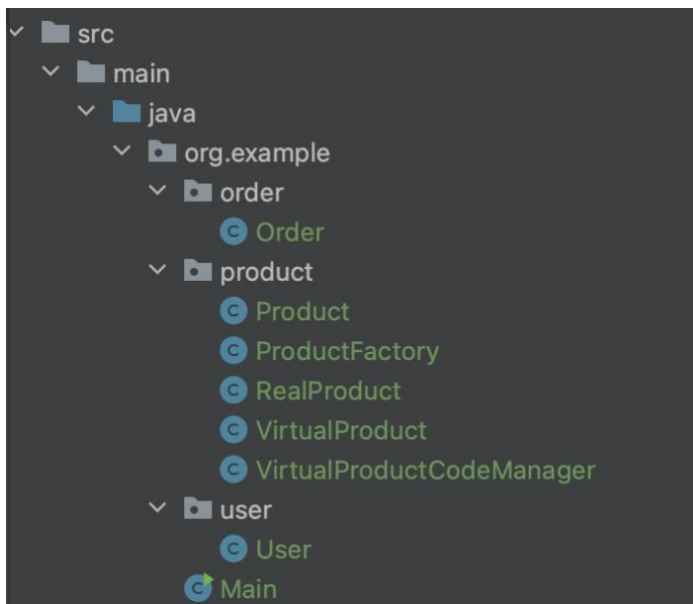 src
main
java
org.example
order
Order
product
Product
ProductFactory
RealProduct
VirtualProduct
VirtualProductCodeManager
user
User
Main